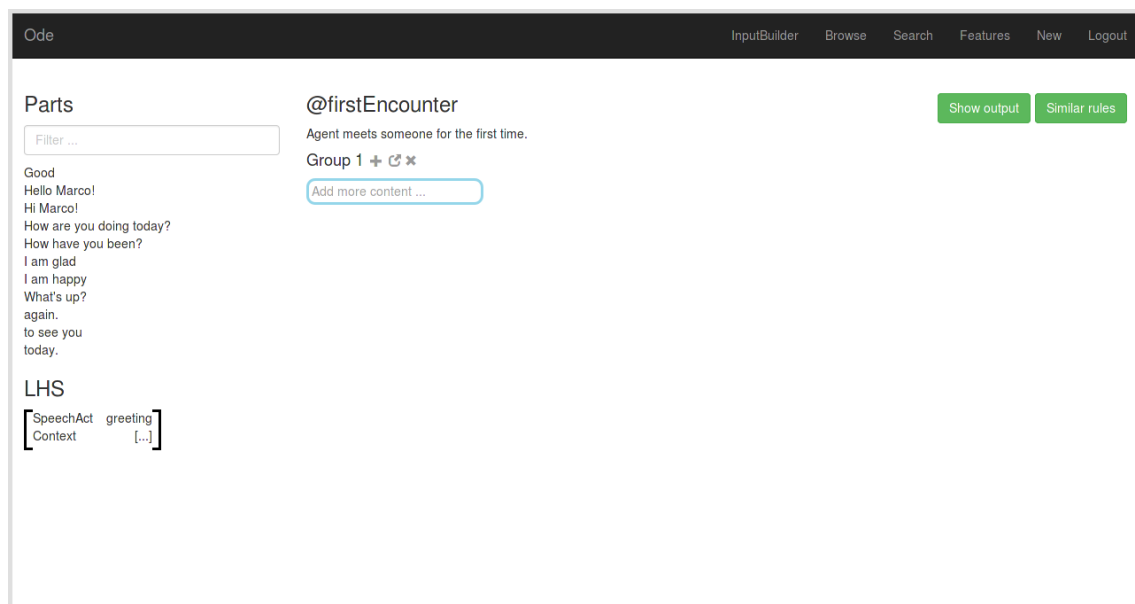 Ode InputBuilder Browse Search Features New Logout
Parts
Filter ...
Good
Hello Marco!
Hi Marco!
How are you doing today?
How have you been?
I am glad
I am happy
What's up?
again.
to see you
today.
LHS
SpeechAct greeting
Context [...]
@firstEncounter
Agent meets someone for the first time.
Group 1
Add more content ...
Show output Similar rules